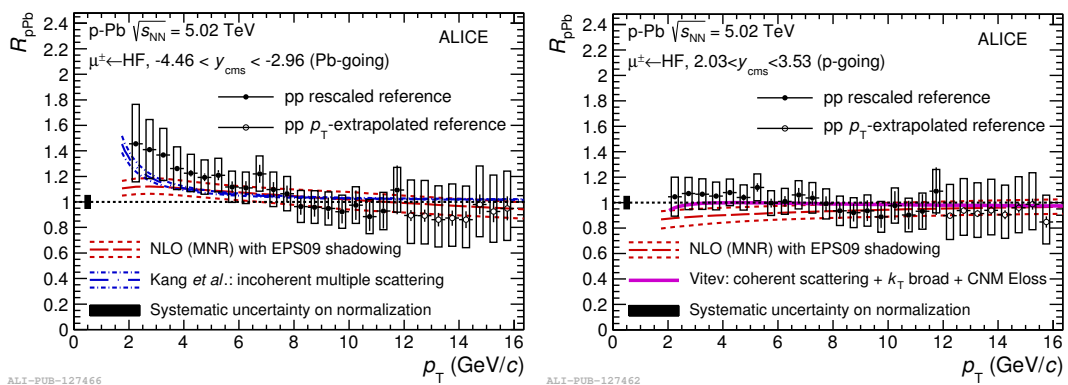 R_pPb
2.4
2.2
2
1.8
1.6
1.4
1.2
1
0.8
0.6
0.4
0.2
0
p-Pb √s_NN = 5.02 TeV
ALICE
μ±←HF, -4.46 < y_cms < -2.96 (Pb-going)
pp rescaled reference
pp p_T-extrapolated reference
NLO (MNR) with EPS09 shadowing
Kang et al.: incoherent multiple scattering
Systematic uncertainty on normalization
0 2 4 6 8 10 12 14 16
p_T (GeV/c)
ALI-PUB-127466
R_pPb
2.4
2.2
2
1.8
1.6
1.4
1.2
1
0.8
0.6
0.4
0.2
0
p-Pb √s_NN = 5.02 TeV
ALICE
μ±←HF, 2.03<y_cms<3.53 (p-going)
pp rescaled reference
pp p_T-extrapolated reference
NLO (MNR) with EPS09 shadowing
Vitev: coherent scattering + k_T broad + CNM Eloss
Systematic uncertainty on normalization
0 2 4 6 8 10 12 14 16
p_T (GeV/c)
ALI-PUB-127462